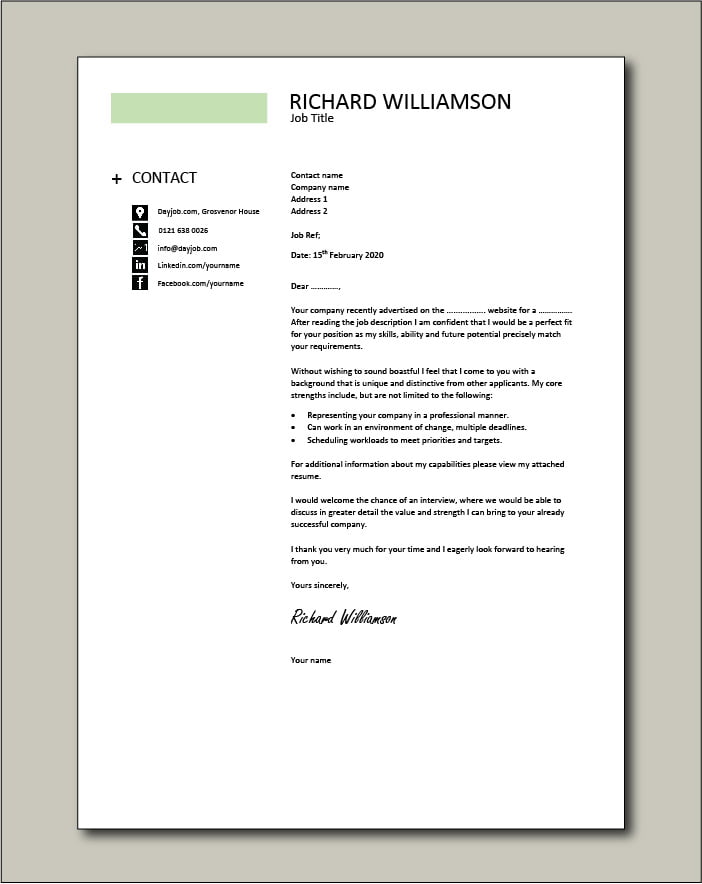 RICHARD WILLIAMSON
Job Title
+ CONTACT
Dayjob.com, Grosvenor House
0121 638 0026
info@dayjob.com
in Linkedin.com/yourname
f Facebook.com/yourname
Contact name
Company name
Address 1
Address 2
Job Ref;
Date: 15th February 2020
Dear ............,
Your company recently advertised on the ................. website for a ...............
After reading the job description I am confident that I would be a perfect fit
for your position as my skills, ability and future potential precisely match
your requirements.
Without wishing to sound boastful I feel that I come to you with a
background that is unique and distinctive from other applicants. My core
strengths include, but are not limited to the following:
• Representing your company in a professional manner.
• Can work in an environment of change, multiple deadlines.
• Scheduling workloads to meet priorities and targets.
For additional information about my capabilities please view my attached
resume.
I would welcome the chance of an interview, where we would be able to
discuss in greater detail the value and strength I can bring to your already
successful company.
I thank you very much for your time and I eagerly look forward to hearing
from you.
Yours sincerely,
Richard Williamson
Your name